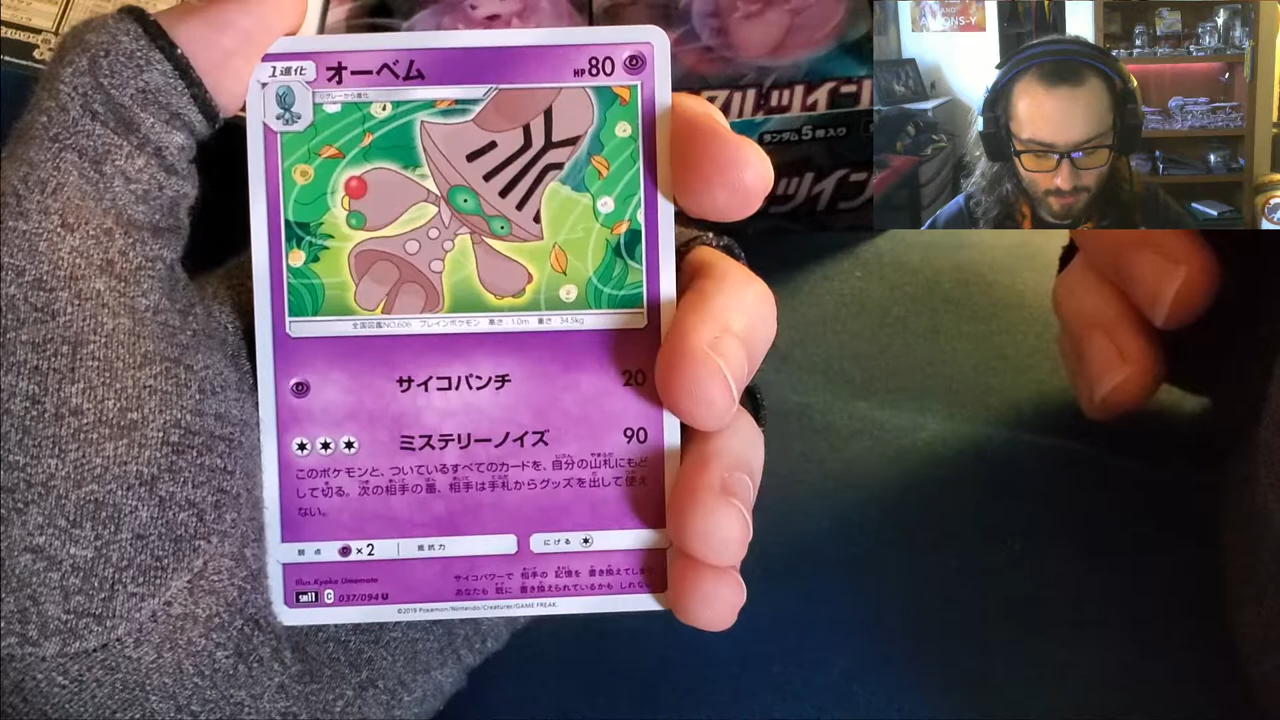 AND
ALLONS-Y
1進化 オーベム HP80
リグレーから進化
全国図鑑NO.606 ブレインポケモン 高さ：1.0m 重さ：34.5kg
サイコパンチ 20
ミステリーノイズ 90
このポケモンと、ついているすべてのカードを、自分の山札にもど
して切る。次の相手の番、相手は手札からグッズを出して使え
ない。
弱点 ×2 抵抗力 にげる
Illus.Kyoko Umemoto
サイコパワーで 相手の 記憶を 書き換えてしま
あなたも 既に 書き換えられているかも しれな
sm11 C 037/094 U
©2019 Pokémon/Nintendo/Creatures/GAME FREAK.
ルツイン
ランダム5枚入り
ツイン